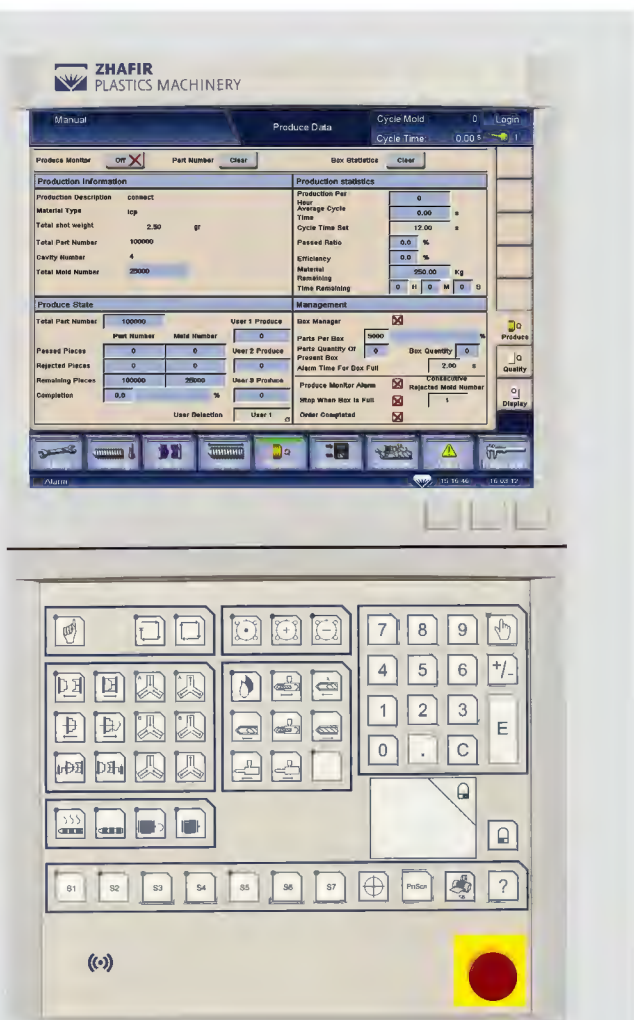 ZHAFIR
PLASTICS MACHINERY
Manual
Produce Data
Cycle Mold 0 Login
Cycle Time 0.00 s 1
Produce Monitor Off Part Number Clear Box Statistics Clear
Production Information
Production Description connect
Material Type lcp
Total shot weight 2.50 gr
Total Part Number 100000
Cavity Number 4
Total Mold Number 25000
Production statistics
Production Per Hour 0
Average Cycle Time 0.00 s
Cycle Time Set 12.00 s
Passed Ratio 0.0 %
Efficiency 0.0 %
Material Remaining 250.00 Kg
Time Remaining 0 H 0 M 0 S
Produce State
Total Part Number 100000 User 1 Produce
Part Number Mold Number 0
Passed Pieces 0 0 User 2 Produce
Rejected Pieces 0 0 0
Remaining Pieces 100000 25000 User 3 Produce
Completion 0.0 % 0
User Selection User 1
Management
Box Manager
Parts Per Box 5000 %
Parts Quantity Of Present Box 0 Box Quantity 0
Alarm Time For Box Full 2.00 s
Produce Monitor Alarm Consecutive Rejected Mold Number
Stop When Box Is Full 1
Order Completed
Produce
Quality
Display
Alarm
7 8 9
4 5 6 +/-
1 2 3 E
0 . C
S1 S2 S3 S4 S5 S6 S7 PrtScn ?